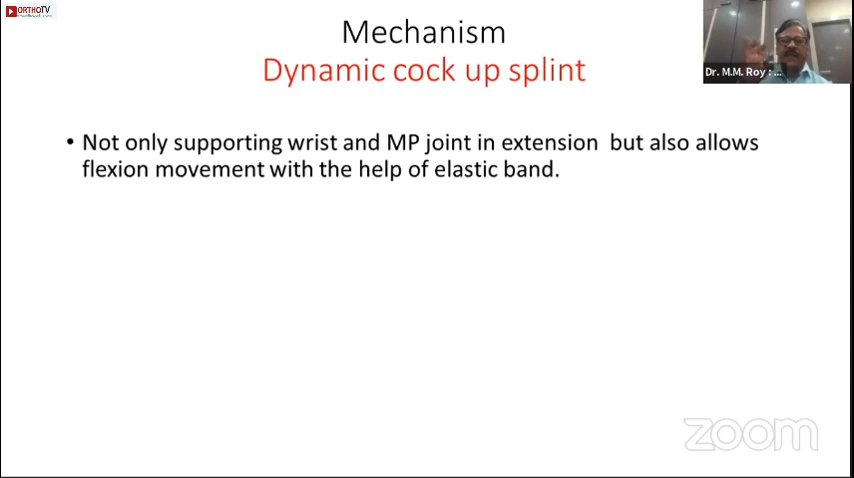 ORTHOTV
Mechanism
Dynamic cock up splint
Dr. M.M. Roy : ...
• Not only supporting wrist and MP joint in extension but also allows
flexion movement with the help of elastic band.
zoom